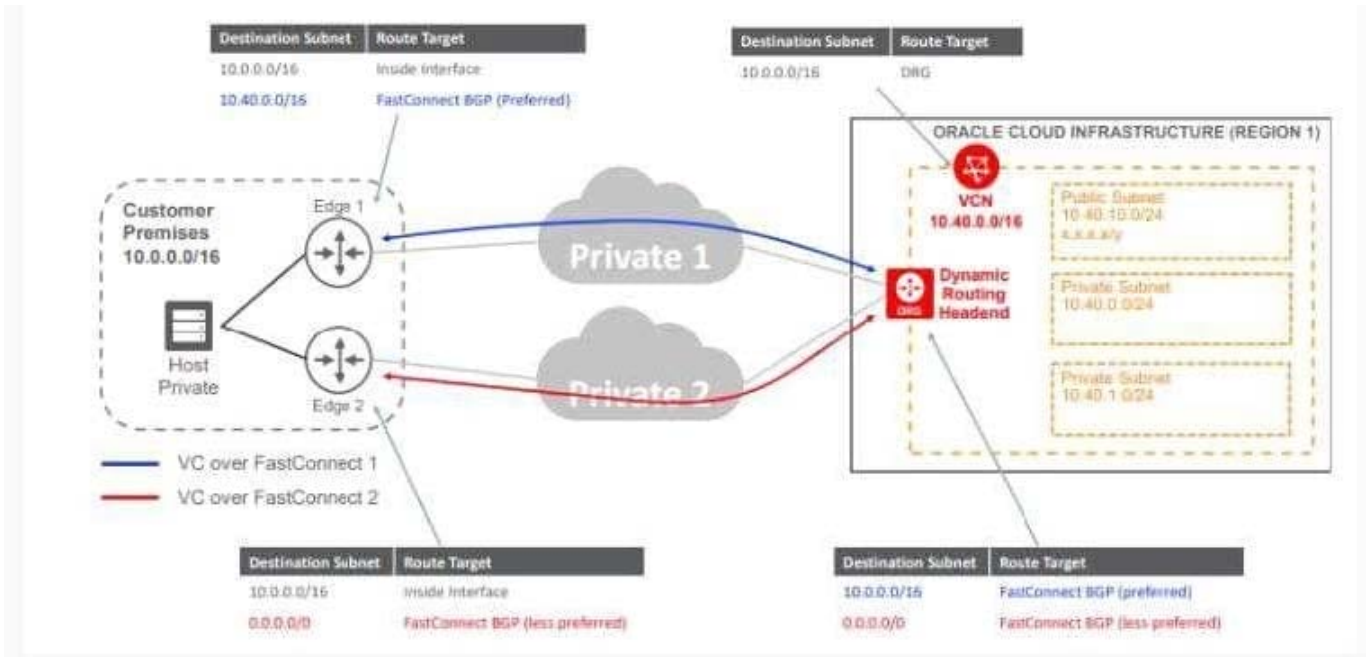 Destination Subnet Route Target
10.0.0.0/16 Inside Interface
10.40.0.0/16 FastConnect BGP (Preferred)
Destination Subnet Route Target
10.0.0.0/16 DRG
ORACLE CLOUD INFRASTRUCTURE (REGION 1)
Customer
Premises
10.0.0.0/16
Edge 1
Host
Private
Edge 2
Private 1
Private 2
VCN
10.40.0.0/16
DRG
Dynamic
Routing
Headend
Public Subnet
10.40.10.0/24
x.x.x.x/y
Private Subnet
10.40.0.0/24
Private Subnet
10.40.1.0/24
VC over FastConnect 1
VC over FastConnect 2
Destination Subnet Route Target
10.0.0.0/16 Inside Interface
0.0.0.0/0 FastConnect BGP (less preferred)
Destination Subnet Route Target
10.0.0.0/16 FastConnect BGP (preferred)
0.0.0.0/0 FastConnect BGP (less preferred)